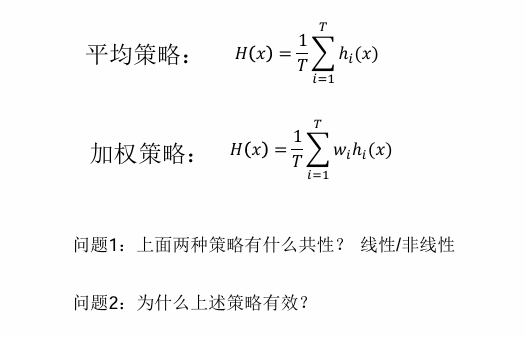 平均策略： H(x) = \frac{1}{T}\sum_{i=1}^{T} h_i(x)
加权策略： H(x) = \frac{1}{T}\sum_{i=1}^{T} w_i h_i(x)
问题1：上面两种策略有什么共性？ 线性/非线性
问题2：为什么上述策略有效？